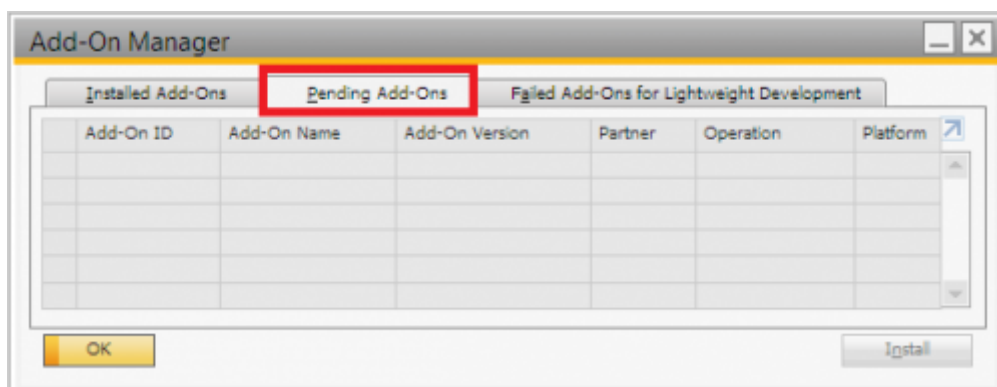 Add-On Manager
Installed Add-Ons Pending Add-Ons Failed Add-Ons for Lightweight Development
Add-On ID Add-On Name Add-On Version Partner Operation Platform
OK Install